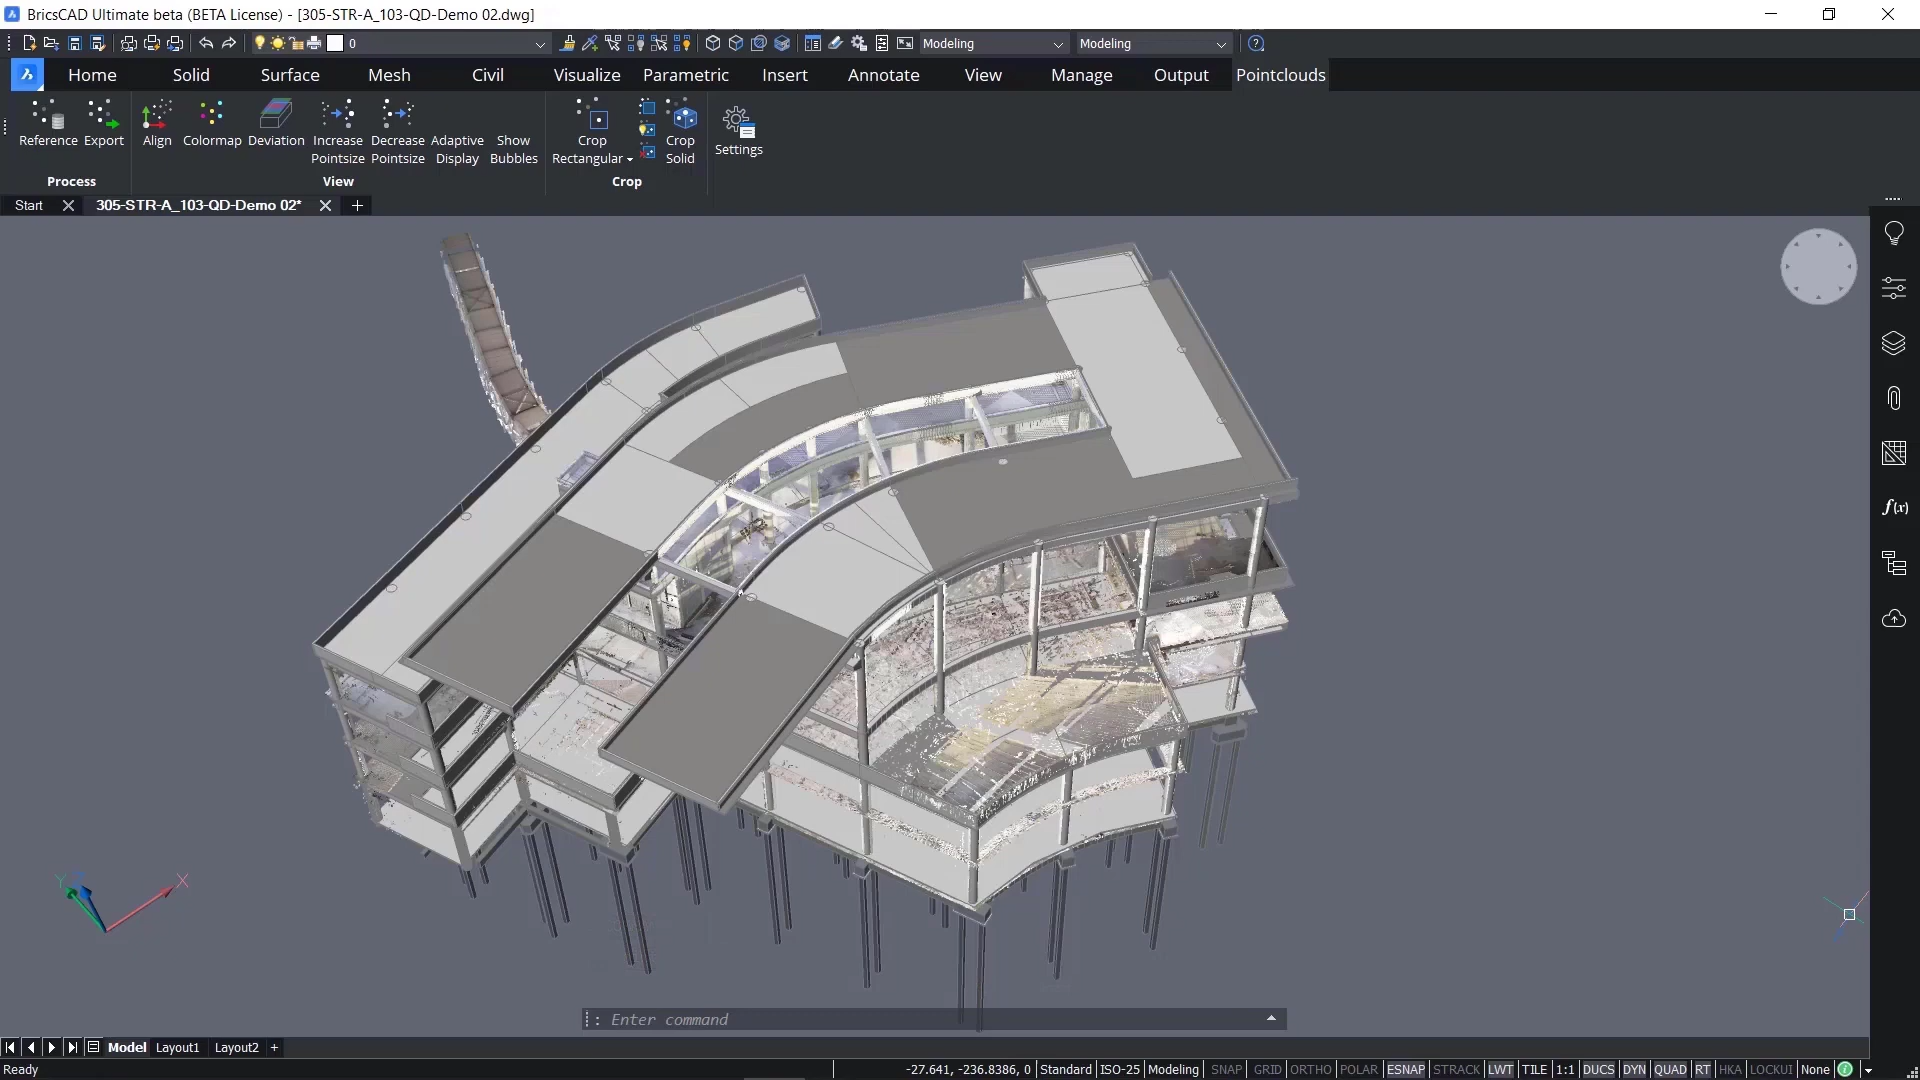 BricsCAD Ultimate beta (BETA License) - [305-STR-A_103-QD-Demo 02.dwg]
0
Modeling
Modeling
Home Solid Surface Mesh Civil Visualize Parametric Insert Annotate View Manage Output Pointclouds
Reference Export Align Colormap Deviation Increase Pointsize Decrease Pointsize Adaptive Display Show Bubbles Crop Rectangular Crop Solid Settings
Process View Crop
Start 305-STR-A_103-QD-Demo 02*
f(x)
Y X
: Enter command
Model Layout1 Layout2 +
Ready -27.641, -236.8386, 0 Standard ISO-25 Modeling SNAP GRID ORTHO POLAR ESNAP STRACK LWT TILE 1:1 DUCS DYN QUAD RT HKA LOCKUI None